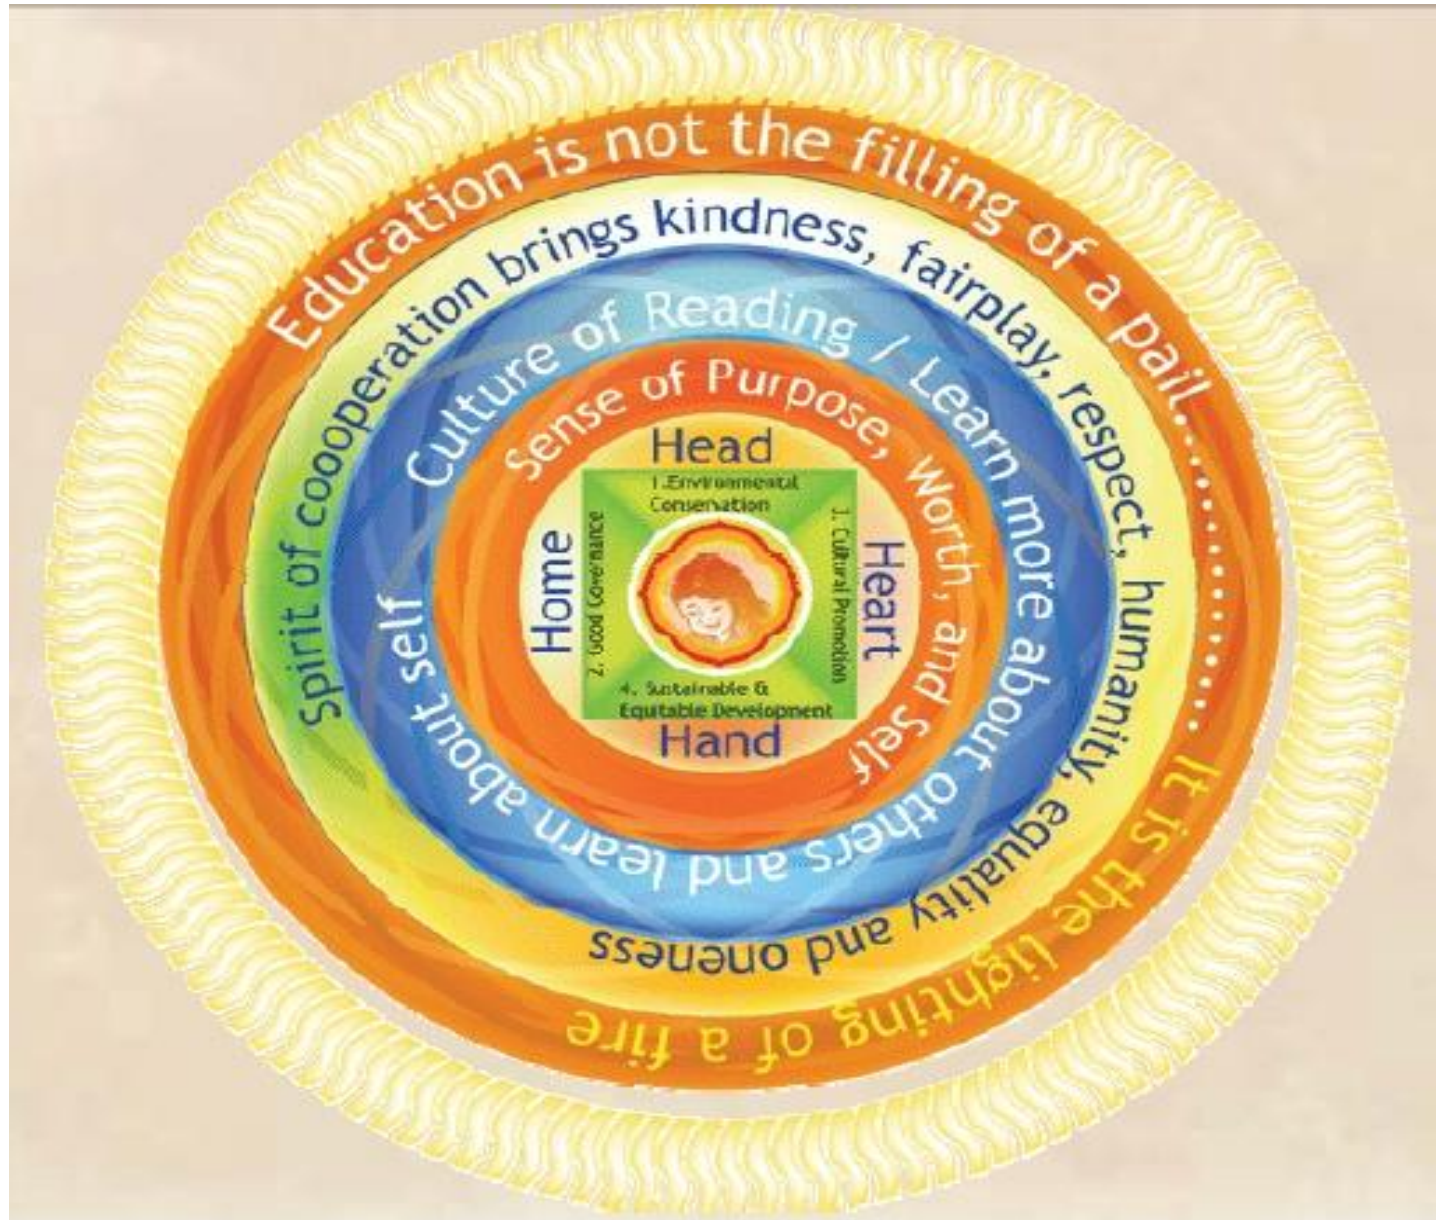 Education is not the filling of a pail.................. It is the lighting of a fire
Spirit of coooperation brings kindness, fairplay, respect, humanity, equality and oneness
Culture of Reading / Learn more about others and learn about self
Sense of Purpose, Worth, and Self
Head
1.Environmental
Conservation
Heart
3. Cultural Promotion
Home
2. Good Governance
4. Sustainable &
Equitable Development
Hand